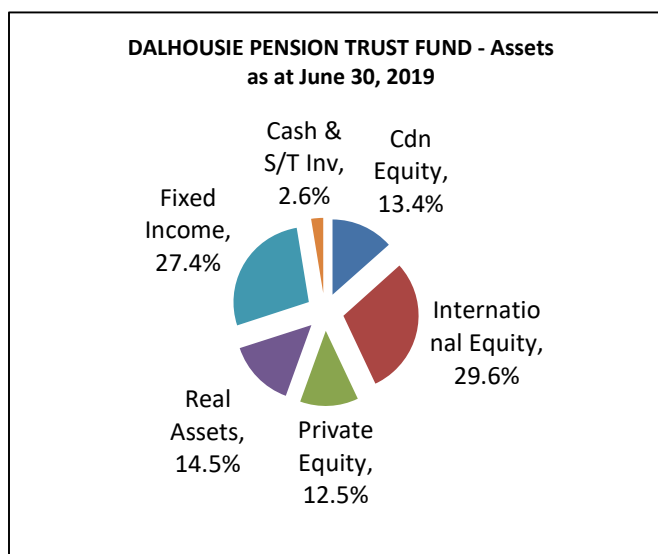 DALHOUSIE PENSION TRUST FUND - Assets
as at June 30, 2019
Cash &
S/T Inv,
2.6%
Cdn
Equity,
13.4%
Fixed
Income,
27.4%
Internatio
nal Equity,
29.6%
Real
Assets,
14.5%
Private
Equity,
12.5%